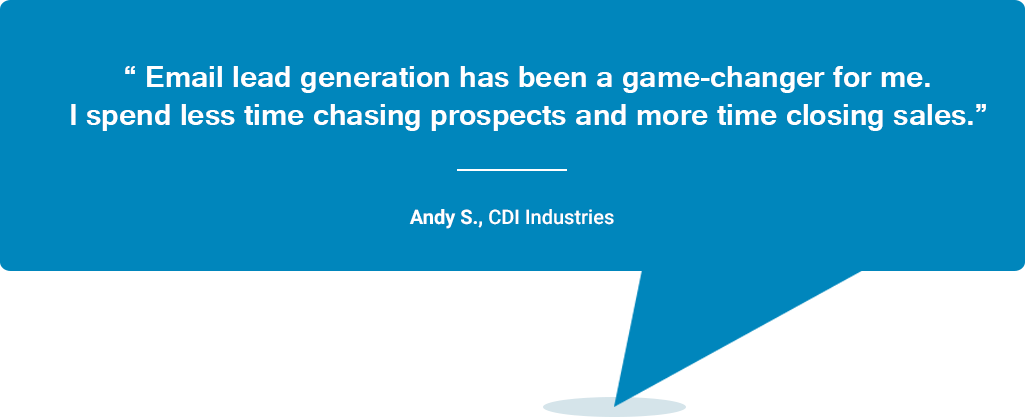 “ Email lead generation has been a game-changer for me.
I spend less time chasing prospects and more time closing sales.”
Andy S., CDI Industries